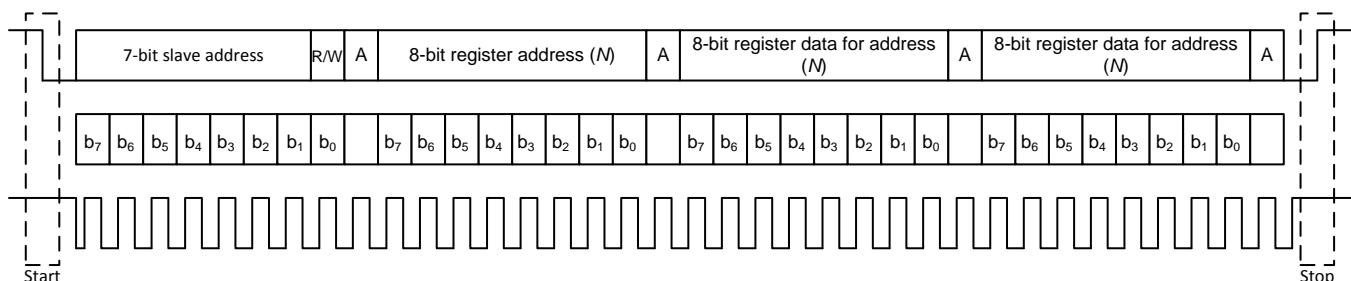 7-bit slave address R/W A 8-bit register address (N) A 8-bit register data for address (N) A 8-bit register data for address (N) A
b7 b6 b5 b4 b3 b2 b1 b0 b7 b6 b5 b4 b3 b2 b1 b0 b7 b6 b5 b4 b3 b2 b1 b0 b7 b6 b5 b4 b3 b2 b1 b0
Start Stop